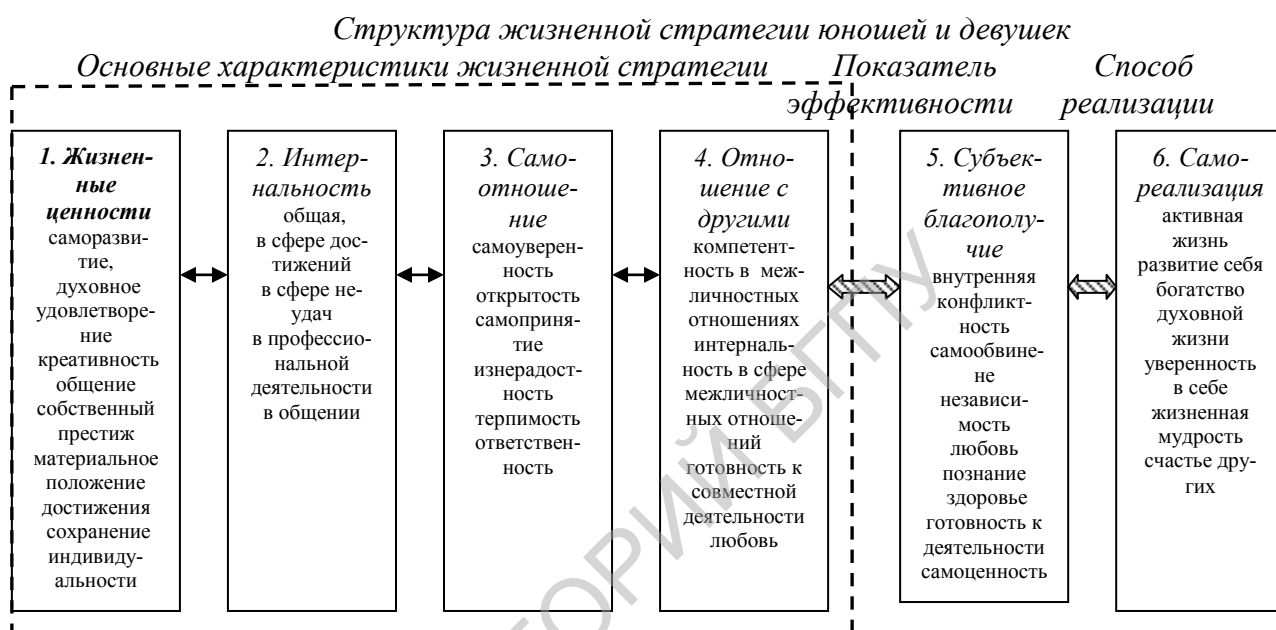 Структура жизненной стратегии юношей и девушек
Основные характеристики жизненной стратегии
Показатель
эффективности
Способ
реализации
1. Жизнен-
ные
ценности
саморазви-
тие,
духовное
удовлетворе
ние
креативность
общение
собственный
престиж
материальное
положение
достижения
сохранение
индивиду-
альности
2. Интер-
нальность
общая,
в сфере дос-
тижений
в сфере не-
удач
в профессио-
нальной
деятельности
в общении
3. Само-
отноше-
ние
самоуверен-
ность
открытость
самоприня-
тие
изнерадост-
ность
терпимость
ответствен-
ность
4. Отно-
шение с
другими
компетент-
ность в меж-
личностных
отношениях
интерналь-
ность в сфере
межличност-
ных отноше-
ний
готовность к
совместной
деятельности
любовь
5. Субъек-
тивное
благополу-
чие
внутренняя
конфликт-
ность
самообвине-
не
независи-
мость
любовь
познание
здоровье
готовность к
деятельности
самоценность
6. Само-
реализация
активная
жизнь
развитие себя
богатство
духовной
жизни
уверенность
в себе
жизненная
мудрость
счастье дру-
гих
ТОРИЙ БГПУ